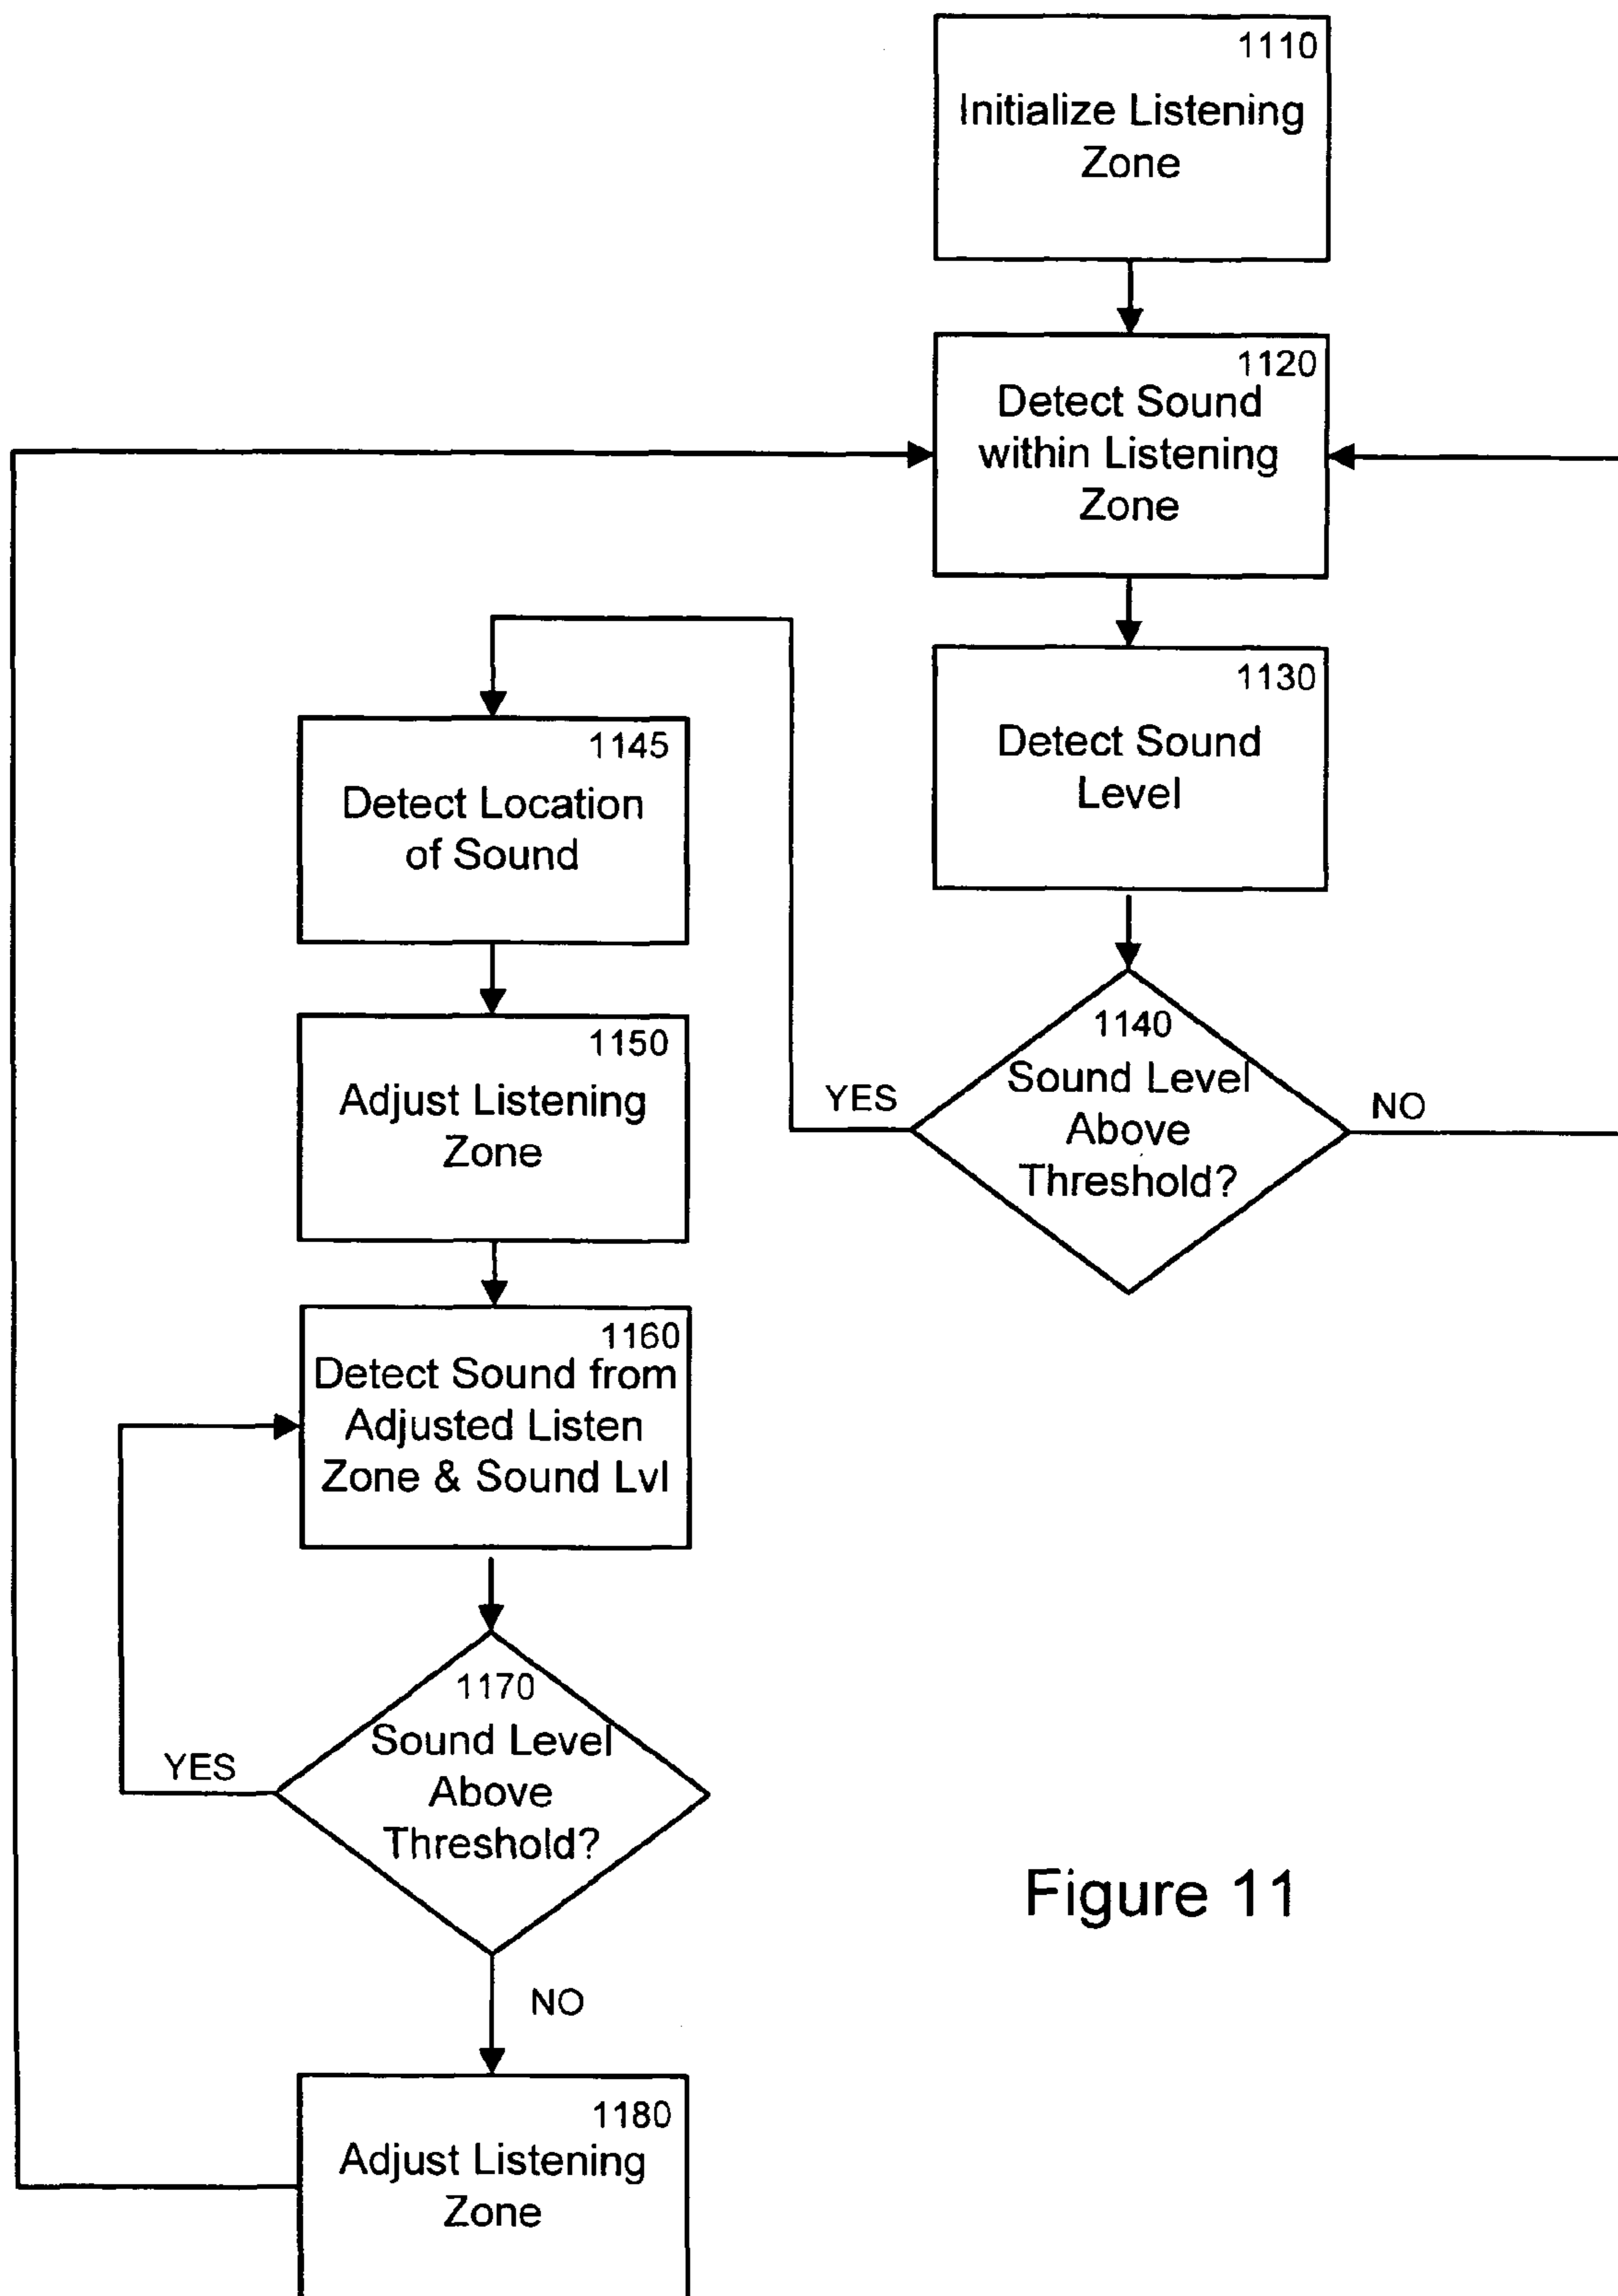 1110
Initialize Listening
Zone
1120
Detect Sound
within Listening
Zone
1130
Detect Sound
Level
1140
Sound Level
Above
Threshold?
YES
NO
1145
Detect Location
of Sound
1150
Adjust Listening
Zone
1160
Detect Sound from
Adjusted Listen
Zone & Sound Lvl
1170
Sound Level
Above
Threshold?
YES
NO
1180
Adjust Listening
Zone
Figure 11